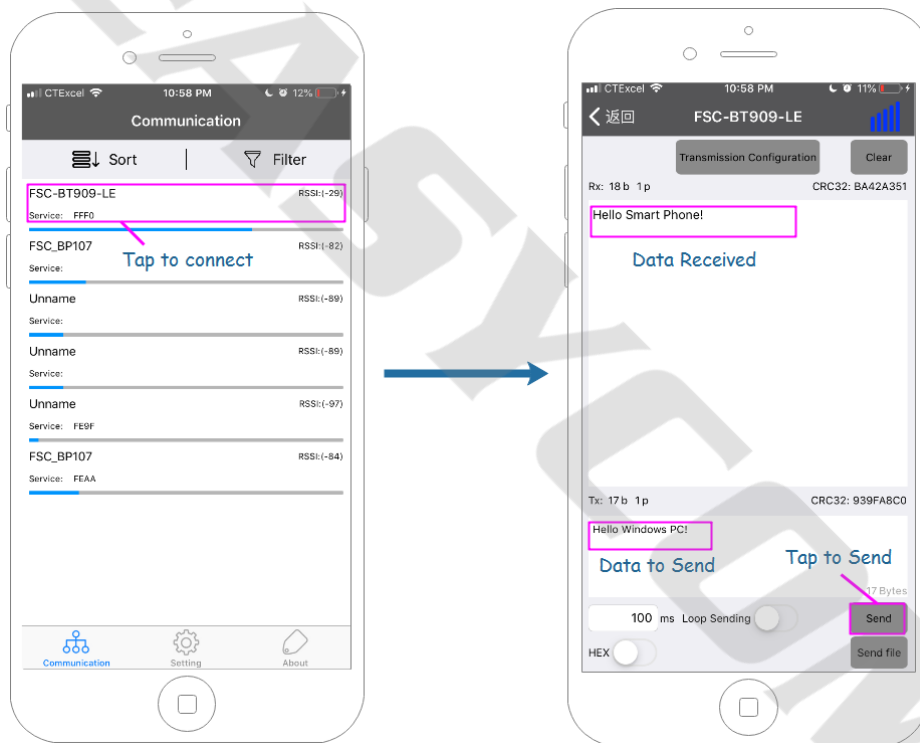 CTExcel 10:58 PM 12%
Communication
Sort Filter
FSC-BT909-LE RSSI:(-29)
Service: FFF0
FSC_BP107 RSSI:(-82)
Tap to connect
Service:
Unname RSSI:(-89)
Service:
Unname RSSI:(-89)
Service:
Unname RSSI:(-97)
Service: FE9F
FSC_BP107 RSSI:(-84)
Service: FEAA
Communication Setting About
CTExcel 10:58 PM 11%
返回 FSC-BT909-LE
Transmission Configuration Clear
Rx: 18 b 1 p CRC32: BA42A351
Hello Smart Phone!
Data Received
Tx: 17 b 1 p CRC32: 939FA8C0
Hello Windows PC!
Data to Send Tap to Send
17 Bytes
100 ms Loop Sending Send
HEX Send file